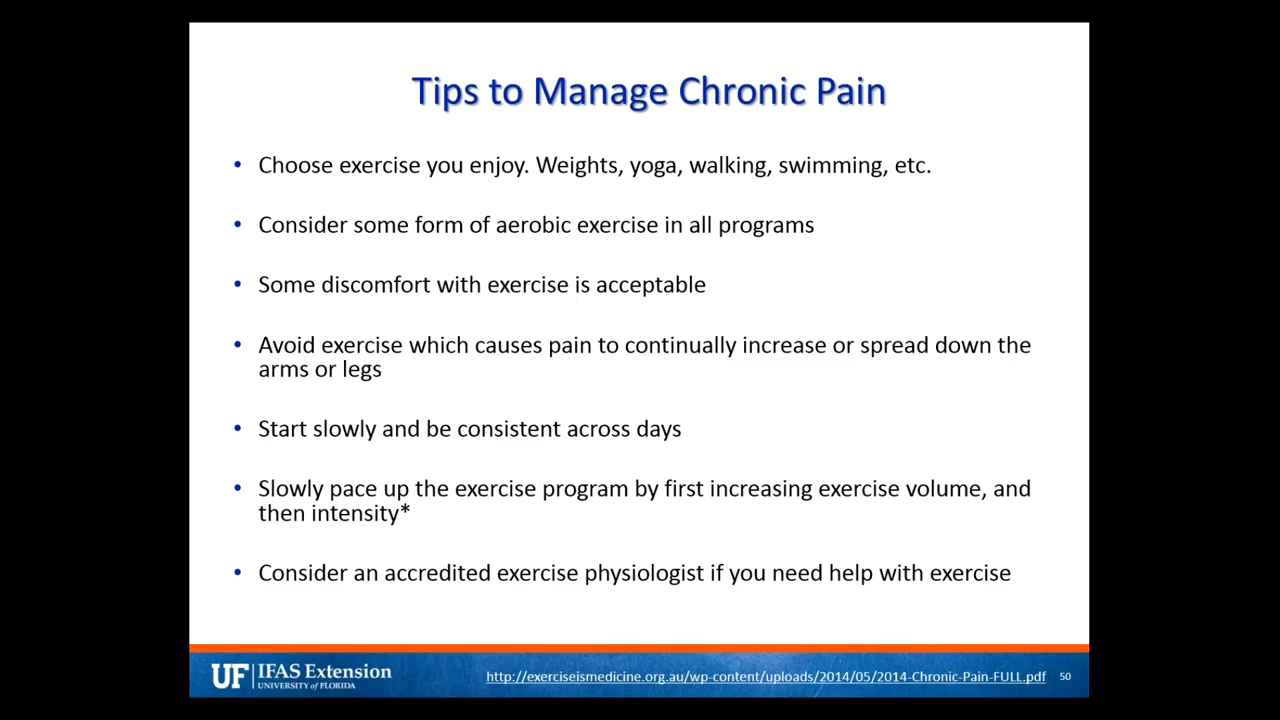 Tips to Manage Chronic Pain
• Choose exercise you enjoy. Weights, yoga, walking, swimming, etc.
• Consider some form of aerobic exercise in all programs
• Some discomfort with exercise is acceptable
• Avoid exercise which causes pain to continually increase or spread down the
arms or legs
• Start slowly and be consistent across days
• Slowly pace up the exercise program by first increasing exercise volume, and
then intensity*
• Consider an accredited exercise physiologist if you need help with exercise
UF | IFAS Extension
UNIVERSITY of FLORIDA
http://exerciseismedicine.org.au/wp-content/uploads/2014/05/2014-Chronic-Pain-FULL.pdf 50